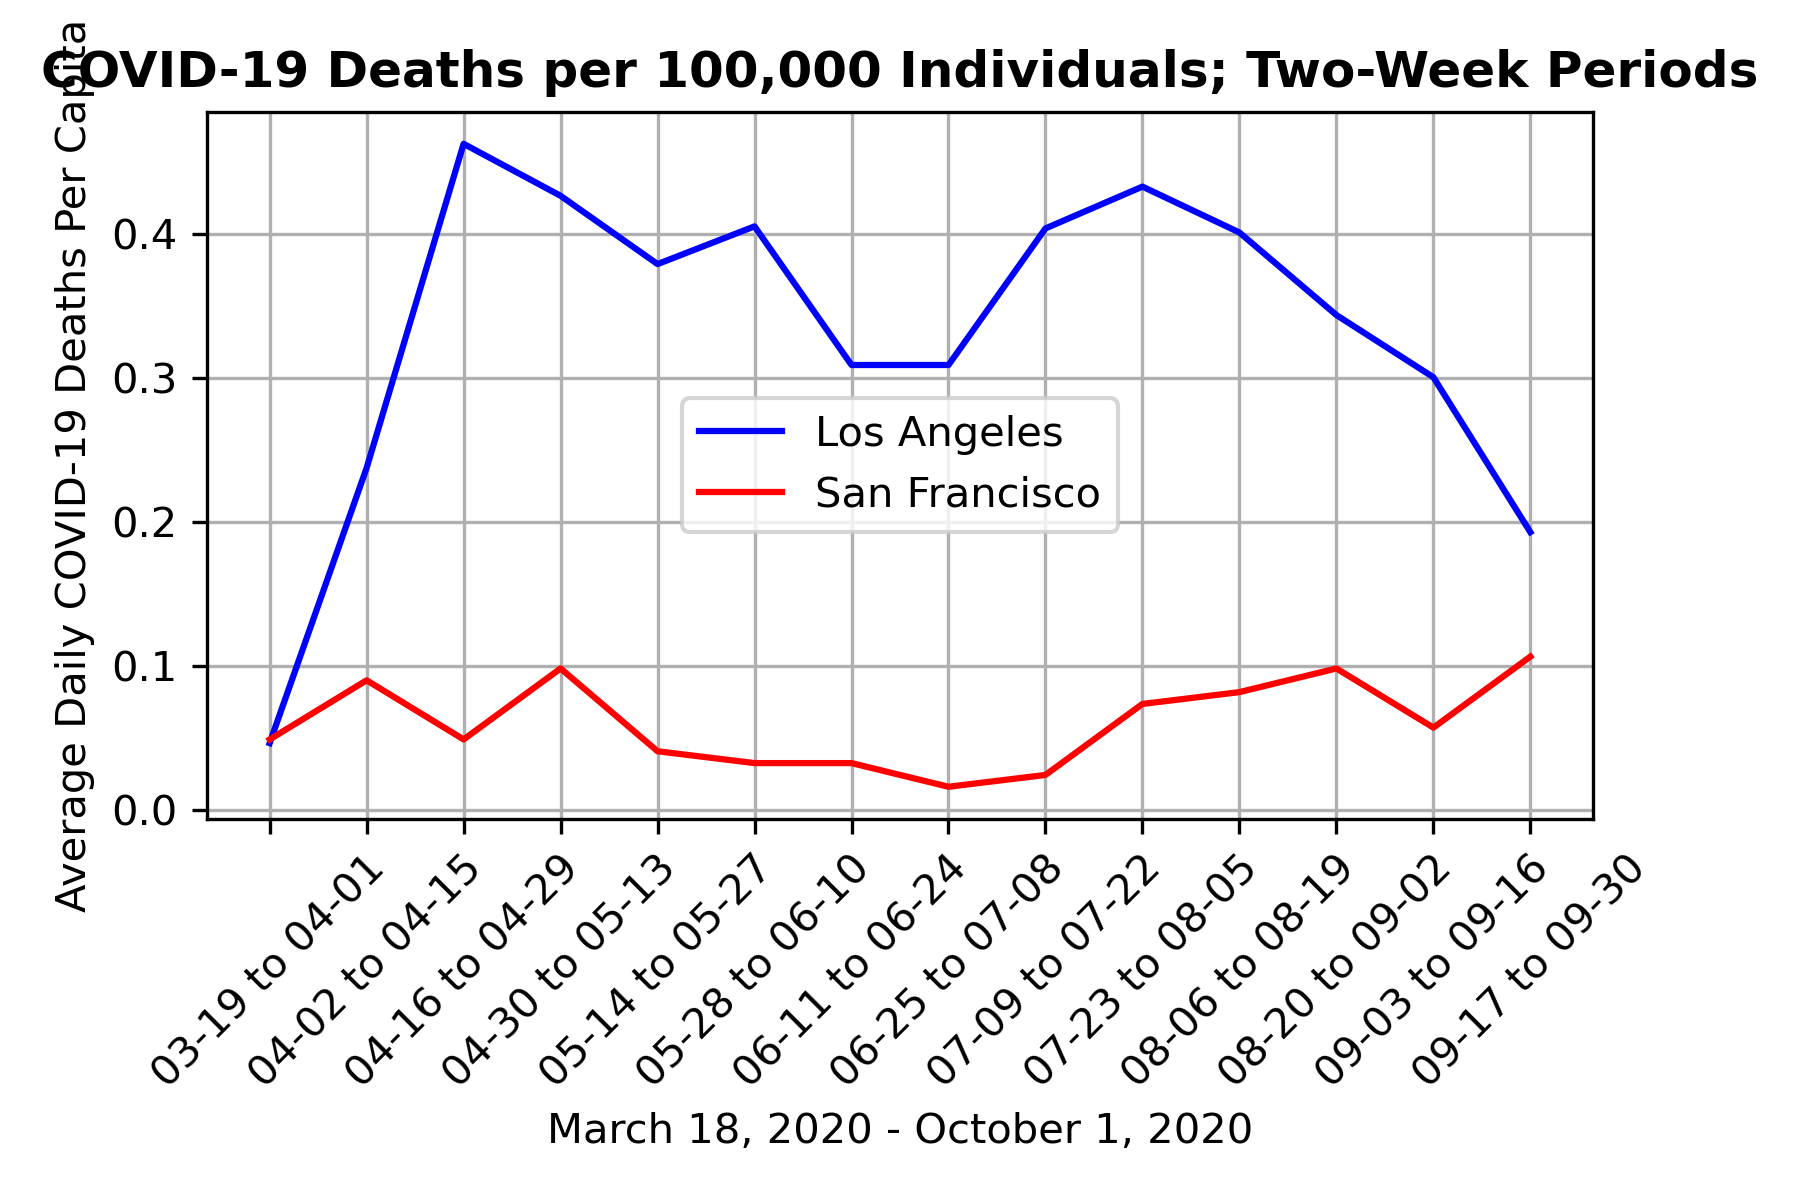 COVID-19 Deaths per 100,000 Individuals; Two-Week Periods
Average Daily COVID-19 Deaths Per Capita
0.4
0.3
0.2
0.1
0.0
Los Angeles
San Francisco
03-19 to 04-01
04-02 to 04-15
04-16 to 04-29
04-30 to 05-13
05-14 to 05-27
05-28 to 06-10
06-11 to 06-24
06-25 to 07-08
07-09 to 07-22
07-23 to 08-05
08-06 to 08-19
08-20 to 09-02
09-03 to 09-16
09-17 to 09-30
March 18, 2020 - October 1, 2020